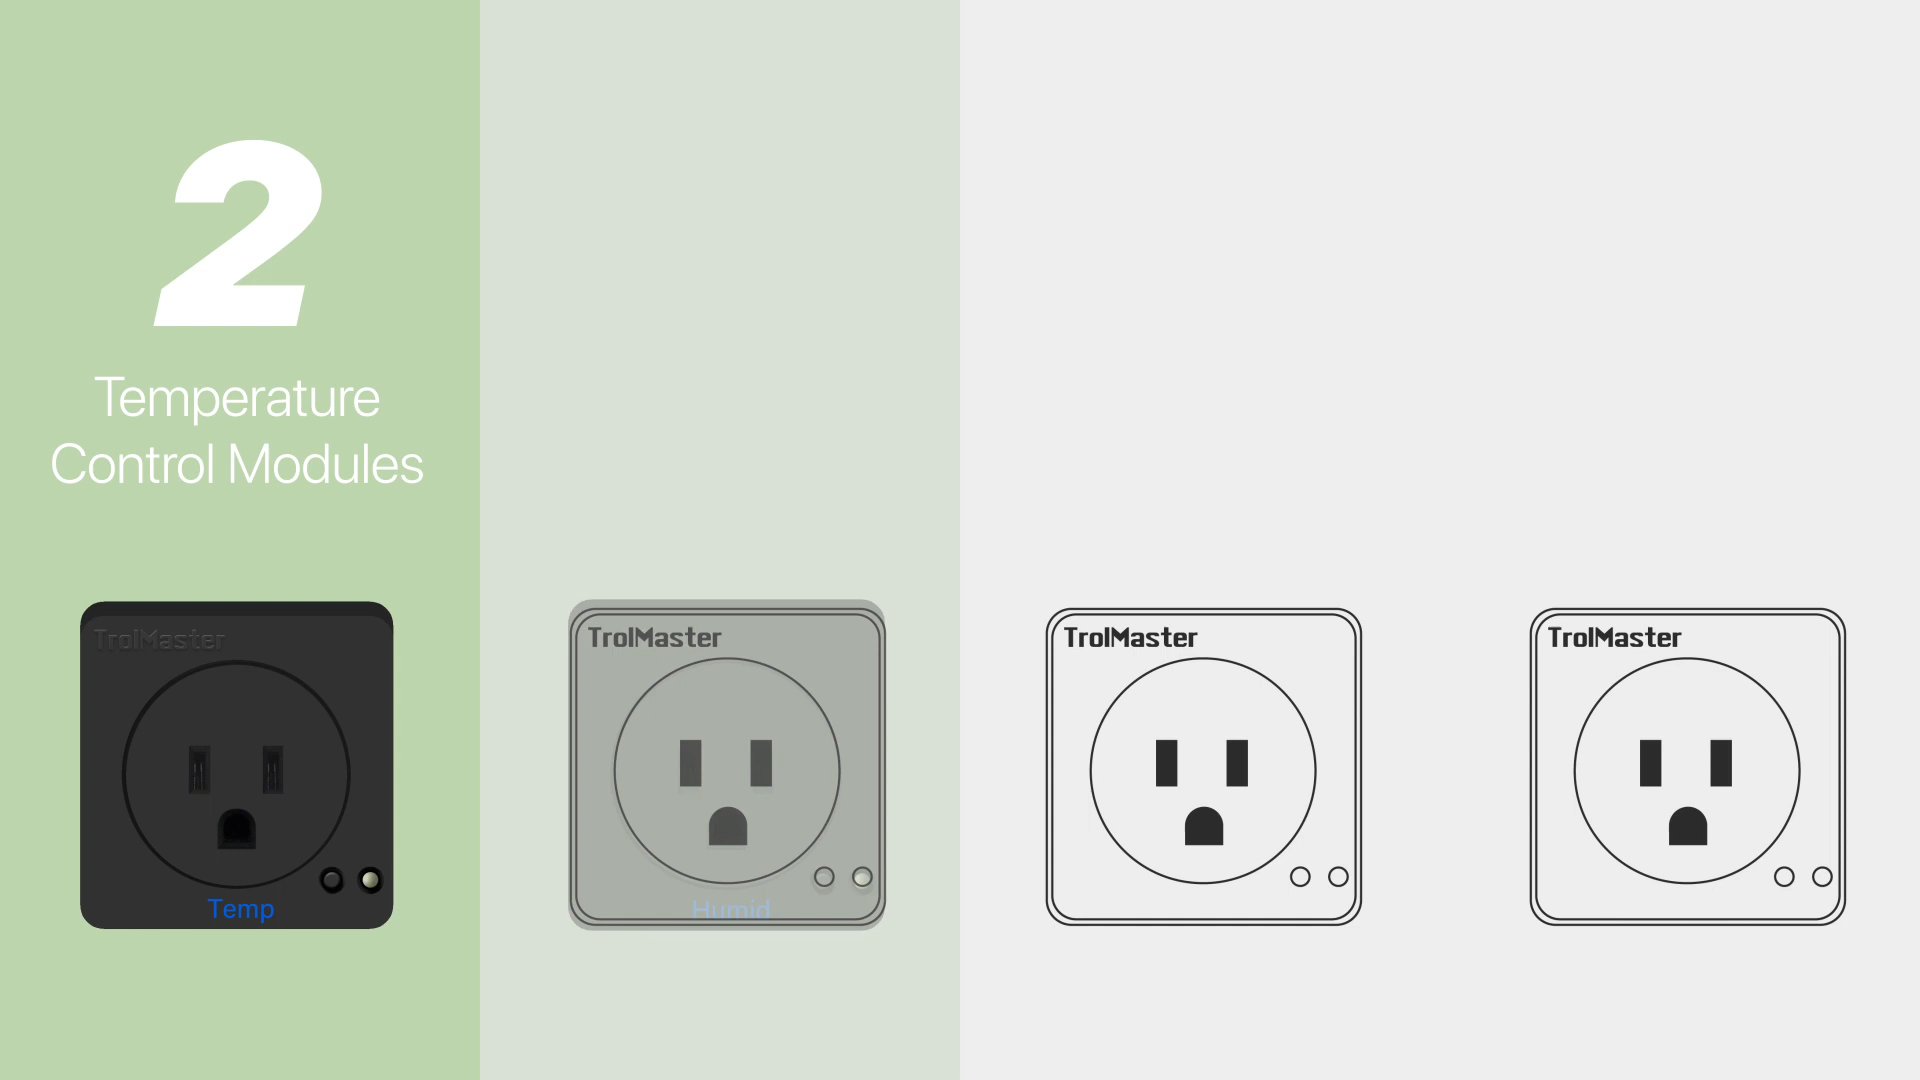 2
Temperature
Control Modules
TrolMaster
Temp
TrolMaster
Humid
TrolMaster
TrolMaster